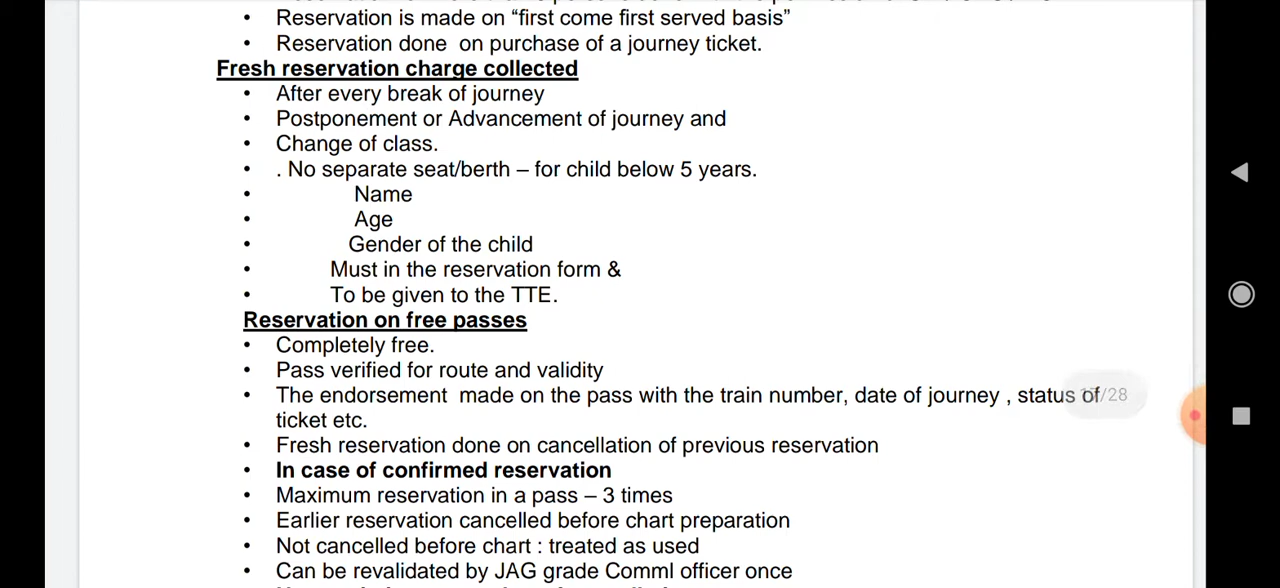 • Reservation is made on “first come first served basis”
• Reservation done on purchase of a journey ticket.
Fresh reservation charge collected
• After every break of journey
• Postponement or Advancement of journey and
• Change of class.
• . No separate seat/berth – for child below 5 years.
• Name
• Age
• Gender of the child
• Must in the reservation form &
• To be given to the TTE.
Reservation on free passes
• Completely free.
• Pass verified for route and validity
• The endorsement made on the pass with the train number, date of journey , status of
/28
ticket etc.
• Fresh reservation done on cancellation of previous reservation
• In case of confirmed reservation
• Maximum reservation in a pass – 3 times
• Earlier reservation cancelled before chart preparation
• Not cancelled before chart : treated as used
• Can be revalidated by JAG grade Comml officer once